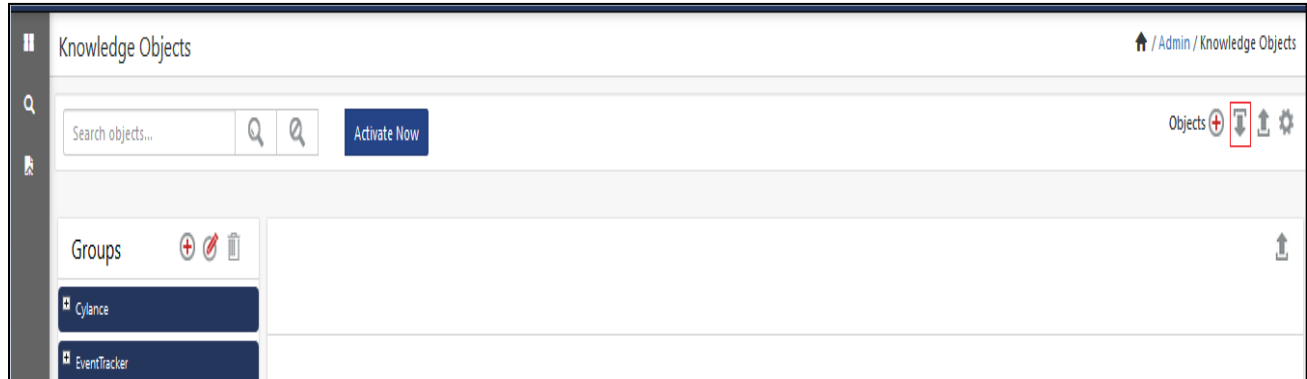 Knowledge Objects
/ Admin / Knowledge Objects
Search objects...
Activate Now
Objects
Groups
Cylance
EventTracker